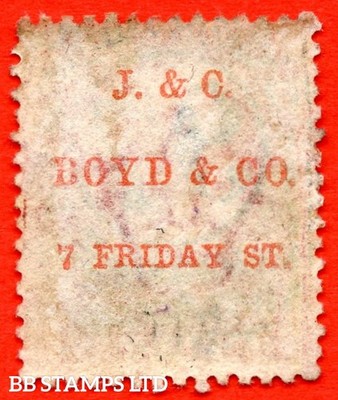 J. & C.
BOYD & CO.
7 FRIDAY ST.
BB STAMPS LTD